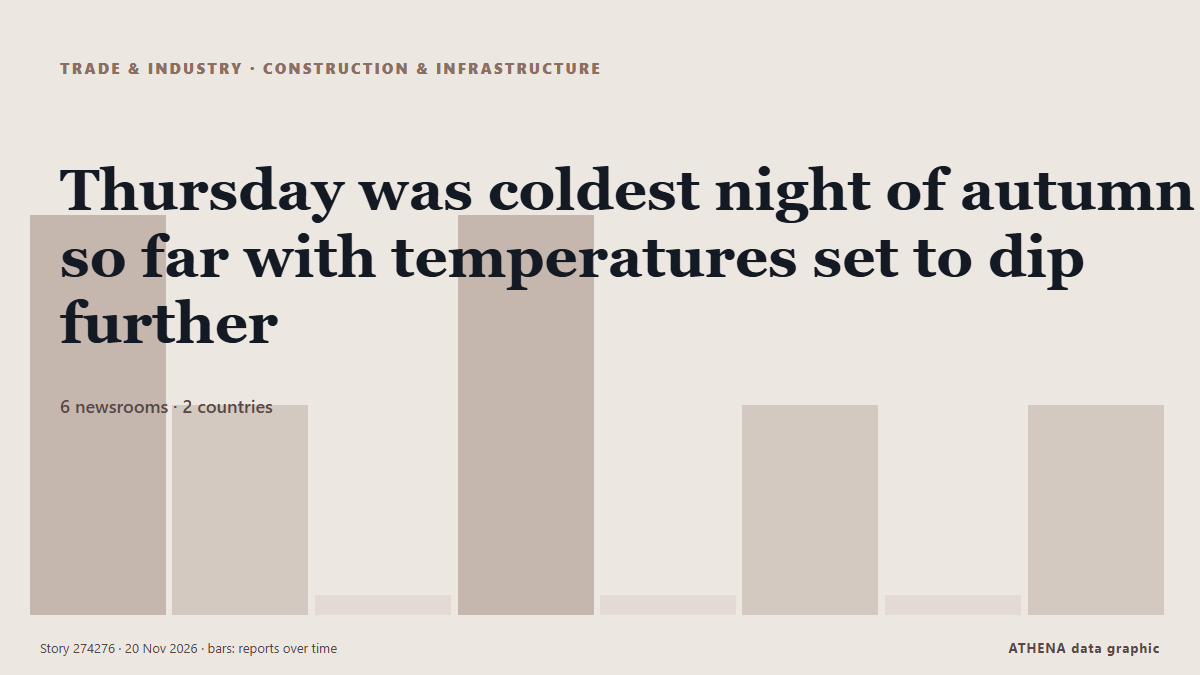 TRADE & INDUSTRY · CONSTRUCTION & INFRASTRUCTURE
Thursday was coldest night of autumn
so far with temperatures set to dip
further
6 newsrooms · 2 countries
Story 274276 · 20 Nov 2026 · bars: reports over time
ATHENA data graphic